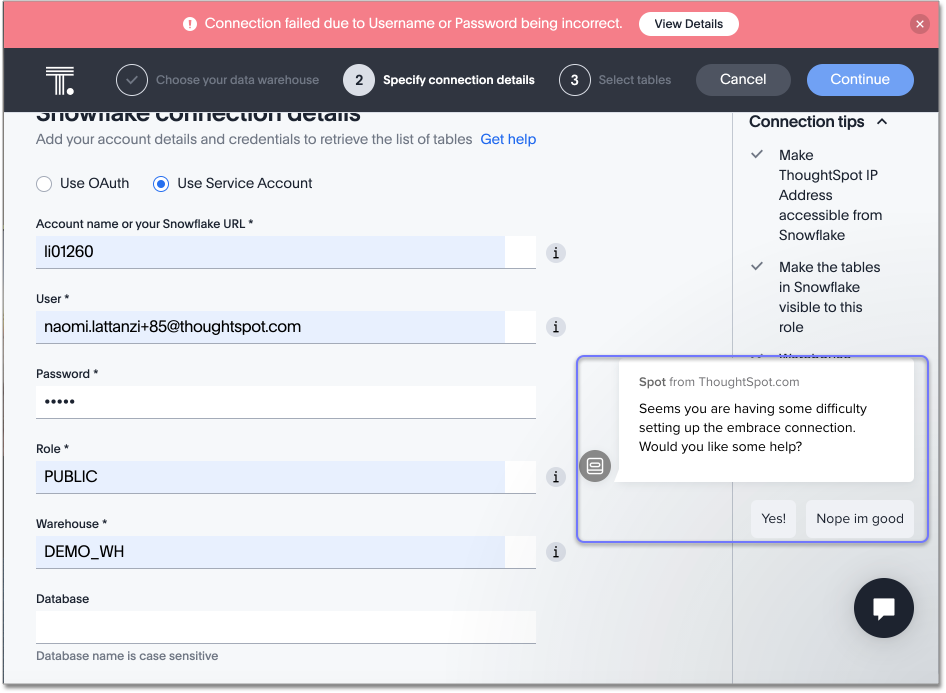 Connection failed due to Username or Password being incorrect.
View Details
T.
Choose your data warehouse
2
Specify connection details
3
Select tables
Cancel
Continue
Snowflake connection details
Add your account details and credentials to retrieve the list of tables Get help
Use OAuth
Use Service Account
Account name or your Snowflake URL *
li01260
User *
naomi.lattanzi+85@thoughtspot.com
Password *
•••••
Role *
PUBLIC
Warehouse *
DEMO_WH
Database
Database name is case sensitive
Connection tips
Make
ThoughtSpot IP
Address
accessible from
Snowflake
Make the tables
in Snowflake
visible to this
role
Warehouse
Spot from ThoughtSpot.com
Seems you are having some difficulty
setting up the embrace connection.
Would you like some help?
Yes!
Nope im good